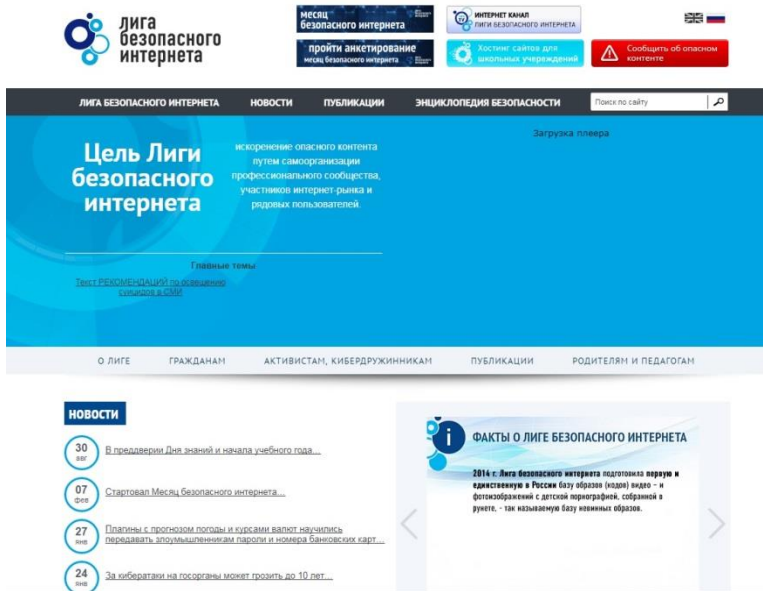 лига
безопасного
интернета
месяц
безопасного интернета
пройти анкетирование
месяц безопасного интернета
ИНТЕРНЕТ КАНАЛ
ЛИГИ БЕЗОПАСНОГО ИНТЕРНЕТА
Хостинг сайтов для
школьных учреждений
Сообщить об опасном
контенте
ЛИГА БЕЗОПАСНОГО ИНТЕРНЕТА НОВОСТИ ПУБЛИКАЦИИ ЭНЦИКЛОПЕДИЯ БЕЗОПАСНОСТИ Поиск по сайту
Цель Лиги
безопасного
интернета
искоренение опасного контента
путем самоорганизации
профессионального сообщества,
участников интернет-рынка и
рядовых пользователей.
Загрузка плеера
Главные темы
Текст РЕКОМЕНДАЦИЙ по освещению
суицидов в СМИ
О ЛИГЕ ГРАЖДАНАМ АКТИВИСТАМ, КИБЕРДРУЖИННИКАМ ПУБЛИКАЦИИ РОДИТЕЛЯМ И ПЕДАГОГАМ
НОВОСТИ
30
авг
В преддверии Дня знаний и начала учебного года...
07
фев
Стартовал Месяц безопасного интернета...
27
янв
Плагины с прогнозом погоды и курсами валют научились
передавать злоумышленникам пароли и номера банковских карт...
24
янв
За кибератаки на госорганы может грозить до 10 лет...
i
ФАКТЫ О ЛИГЕ БЕЗОПАСНОГО ИНТЕРНЕТА
2014 г. Лига безопасного интернета подготовила первую и
единственную в России базу образов (кодов) видео – и
фотоизображений с детской порнографией, собранной в
рунете, - так называемую базу невинных образов.